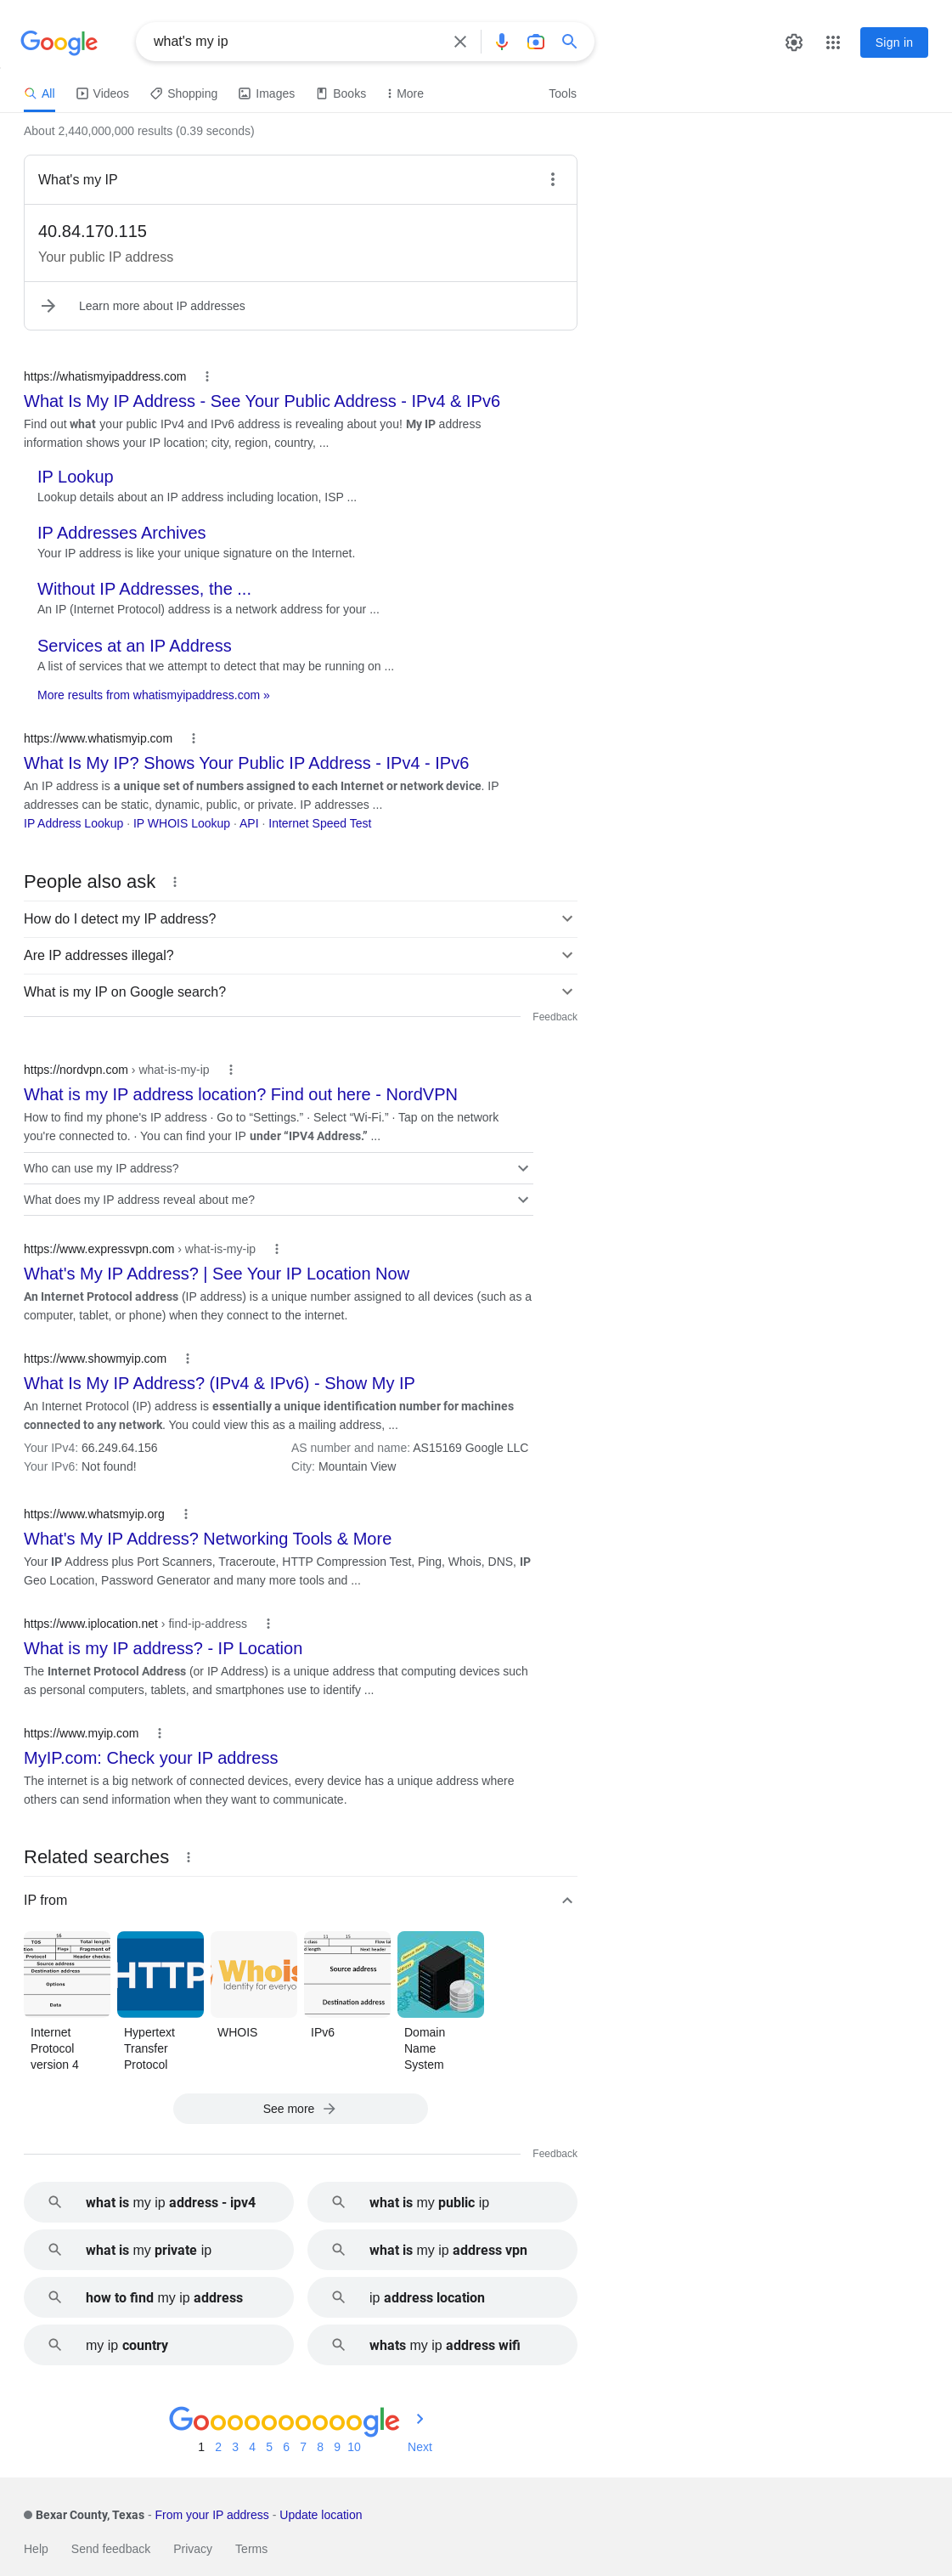 Google
what's my ip
Sign in
All
Videos
Shopping
Images
Books
More
Tools
About 2,440,000,000 results (0.39 seconds)
What's my IP
40.84.170.115
Your public IP address
Learn more about IP addresses
https://whatismyipaddress.com
What Is My IP Address - See Your Public Address - IPv4 & IPv6
Find out what your public IPv4 and IPv6 address is revealing about you! My IP address
information shows your IP location; city, region, country, ...
IP Lookup
Lookup details about an IP address including location, ISP ...
IP Addresses Archives
Your IP address is like your unique signature on the Internet.
Without IP Addresses, the ...
An IP (Internet Protocol) address is a network address for your ...
Services at an IP Address
A list of services that we attempt to detect that may be running on ...
More results from whatismyipaddress.com »
https://www.whatismyip.com
What Is My IP? Shows Your Public IP Address - IPv4 - IPv6
An IP address is a unique set of numbers assigned to each Internet or network device. IP
addresses can be static, dynamic, public, or private. IP addresses ...
IP Address Lookup · IP WHOIS Lookup · API · Internet Speed Test
People also ask
How do I detect my IP address?
Are IP addresses illegal?
What is my IP on Google search?
Feedback
https://nordvpn.com › what-is-my-ip
What is my IP address location? Find out here - NordVPN
How to find my phone's IP address · Go to “Settings.” · Select “Wi-Fi.” · Tap on the network
you're connected to. · You can find your IP under “IPV4 Address.” ...
Who can use my IP address?
What does my IP address reveal about me?
https://www.expressvpn.com › what-is-my-ip
What's My IP Address? | See Your IP Location Now
An Internet Protocol address (IP address) is a unique number assigned to all devices (such as a
computer, tablet, or phone) when they connect to the internet.
https://www.showmyip.com
What Is My IP Address? (IPv4 & IPv6) - Show My IP
An Internet Protocol (IP) address is essentially a unique identification number for machines
connected to any network. You could view this as a mailing address, ...
Your IPv4: 66.249.64.156
AS number and name: AS15169 Google LLC
Your IPv6: Not found!
City: Mountain View
https://www.whatsmyip.org
What's My IP Address? Networking Tools & More
Your IP Address plus Port Scanners, Traceroute, HTTP Compression Test, Ping, Whois, DNS, IP
Geo Location, Password Generator and many more tools and ...
https://www.iplocation.net › find-ip-address
What is my IP address? - IP Location
The Internet Protocol Address (or IP Address) is a unique address that computing devices such
as personal computers, tablets, and smartphones use to identify ...
https://www.myip.com
MyIP.com: Check your IP address
The internet is a big network of connected devices, every device has a unique address where
others can send information when they want to communicate.
Related searches
IP from
16
TOS Total length
Flags
Protocol Header checksu
Source address
Destination address
Options
Data
HTTP
Whois
Identity for everyo
11 15
class Flow la
d length Next header
Source address
Destination address
Internet
Protocol
version 4
Hypertext
Transfer
Protocol
WHOIS
IPv6
Domain
Name
System
See more
Feedback
what is my ip address - ipv4
what is my public ip
what is my private ip
what is my ip address vpn
how to find my ip address
ip address location
my ip country
whats my ip address wifi
Goooooooooogle
1 2 3 4 5 6 7 8 9 10
Next
Bexar County, Texas - From your IP address - Update location
Help
Send feedback
Privacy
Terms